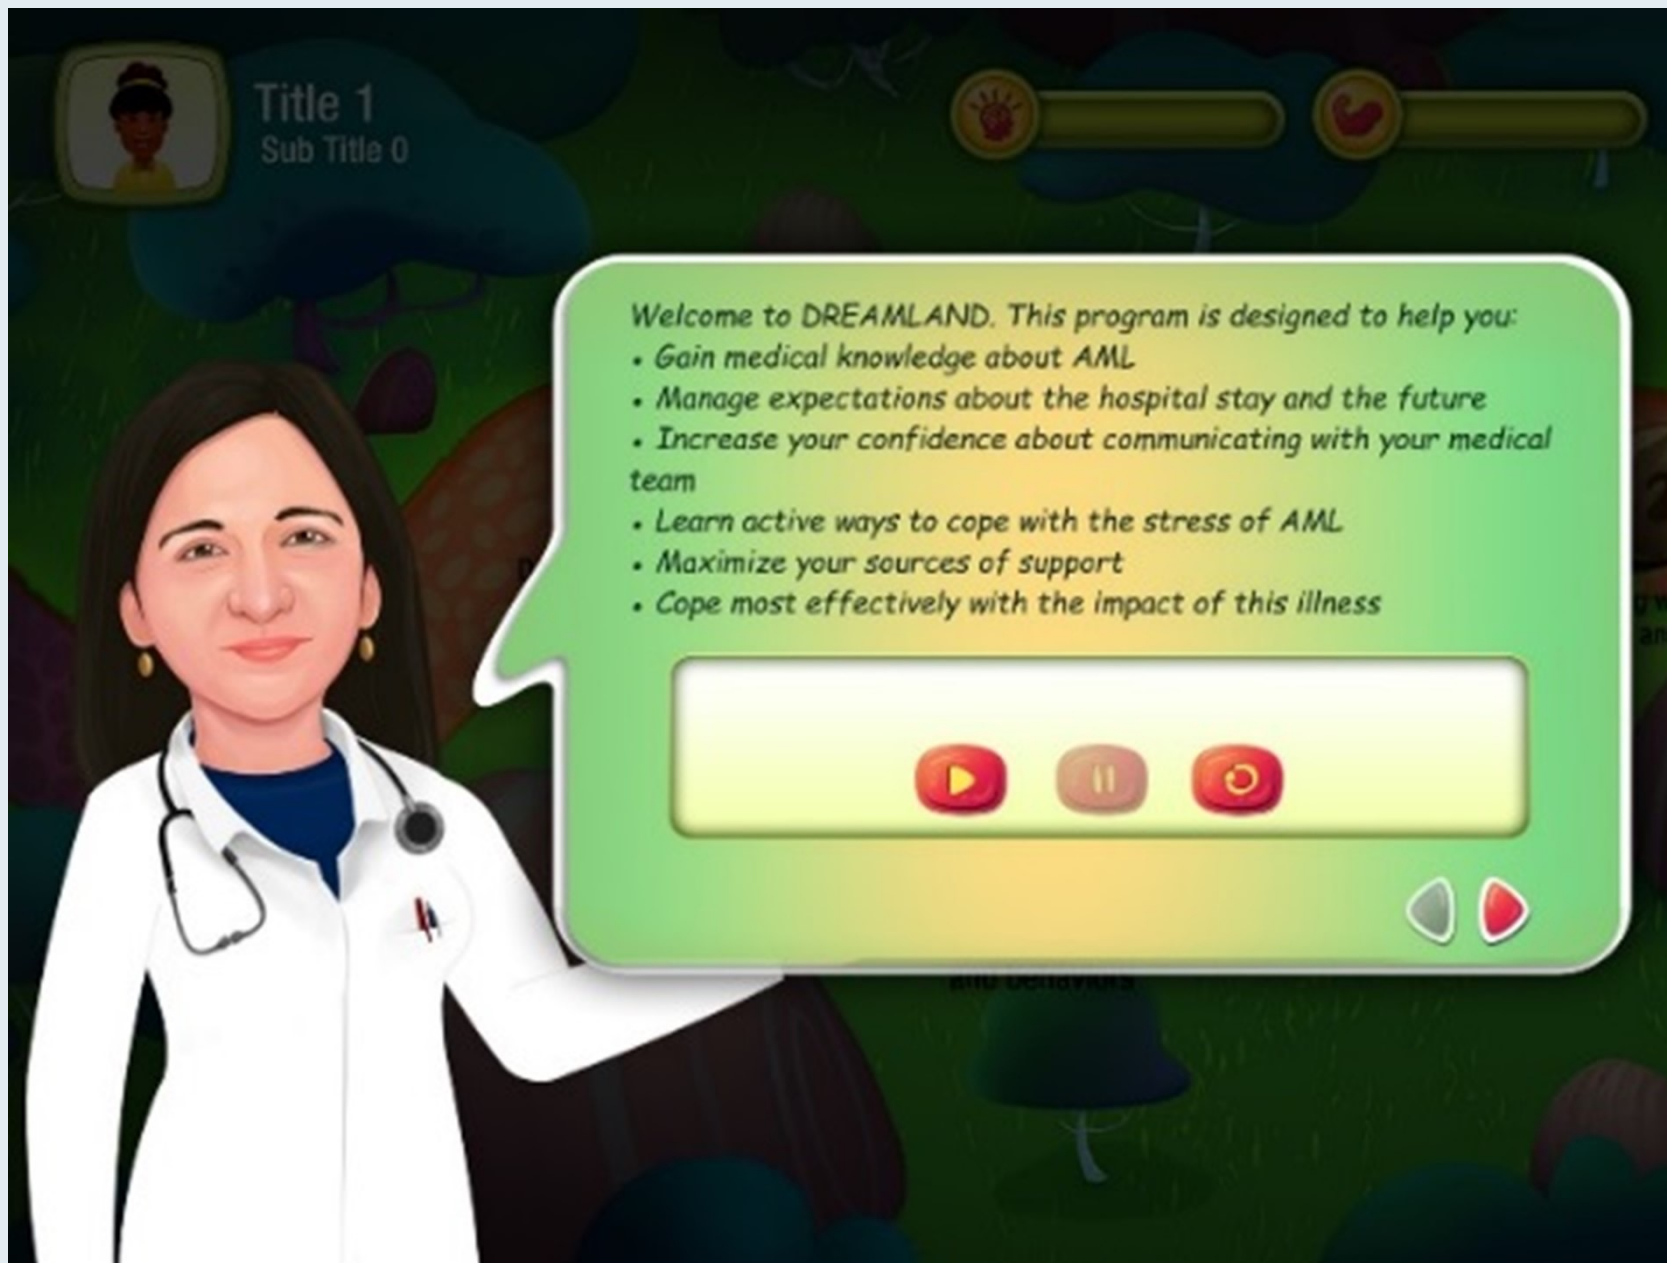 Title 1
Sub Title 0
Welcome to DREAMLAND. This program is designed to help you:
• Gain medical knowledge about AML
• Manage expectations about the hospital stay and the future
• Increase your confidence about communicating with your medical
team
• Learn active ways to cope with the stress of AML
• Maximize your sources of support
• Cope most effectively with the impact of this illness
and behaviors